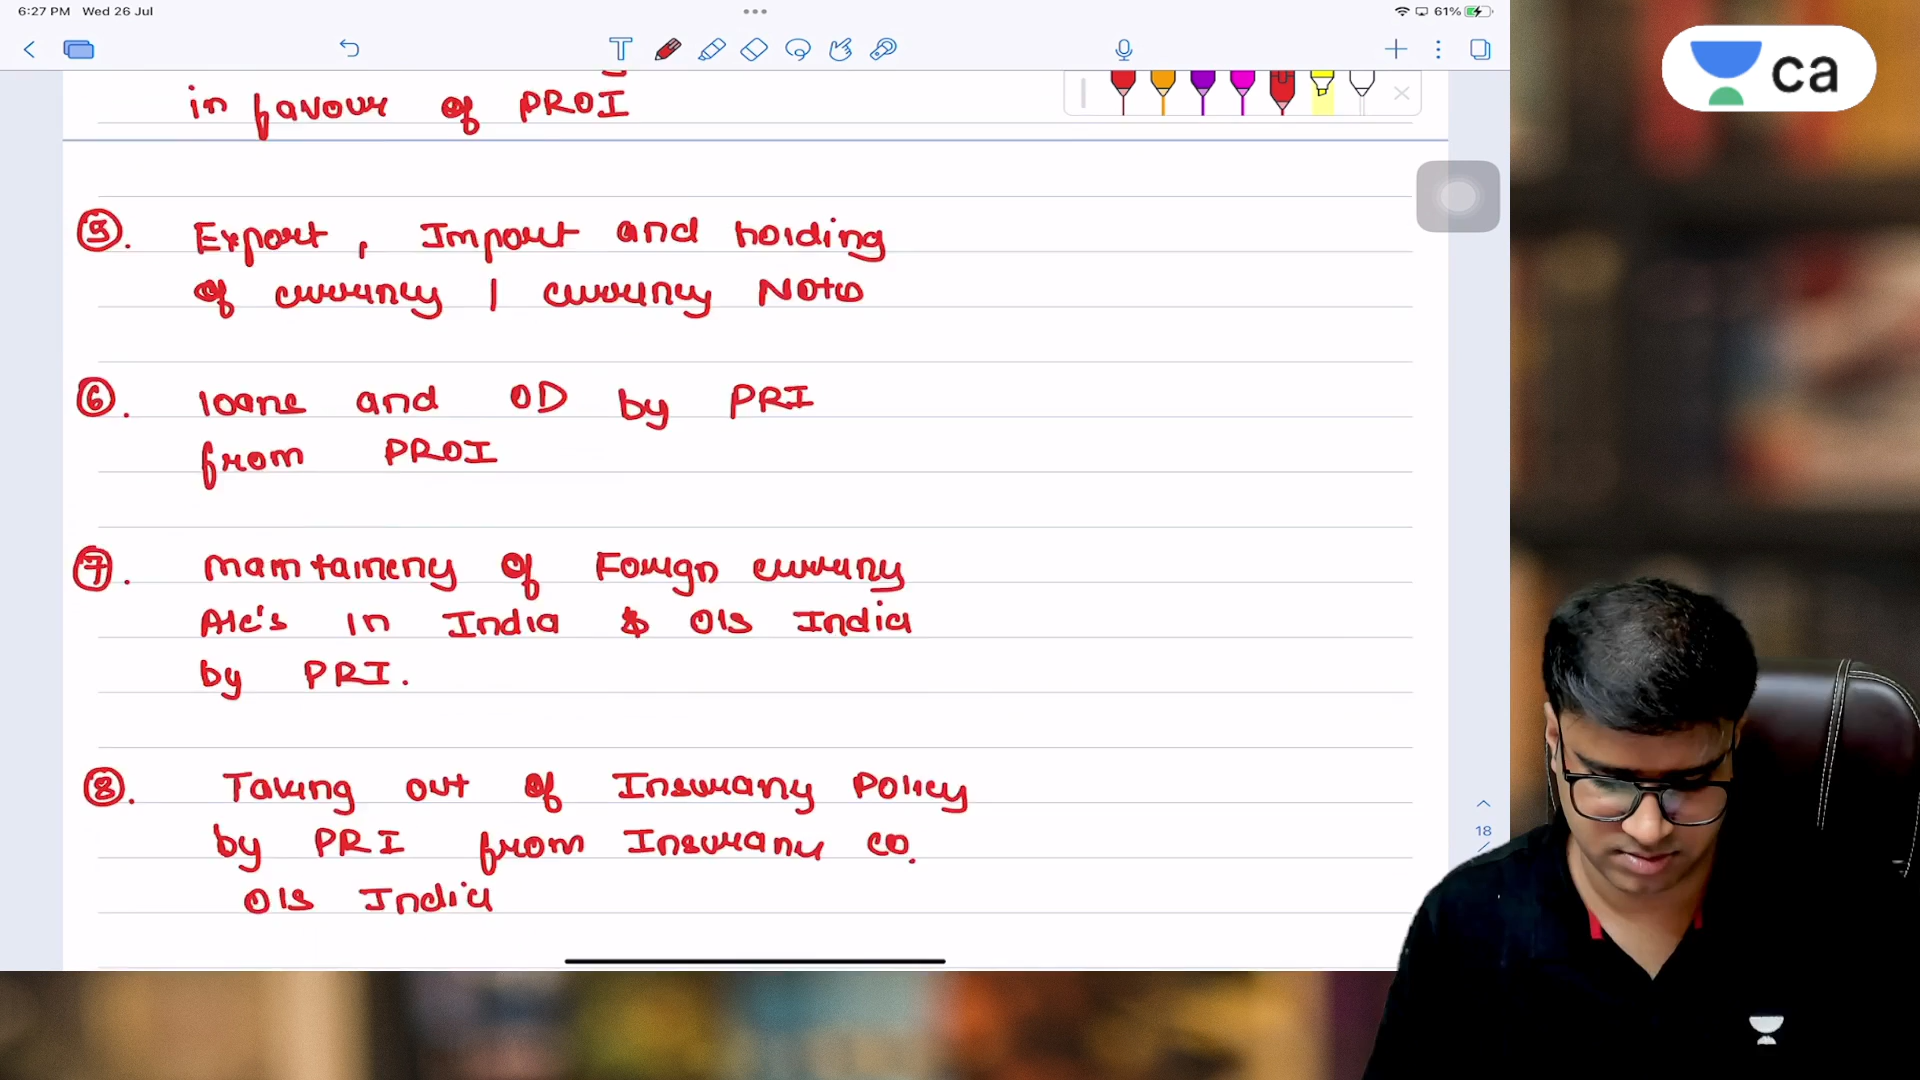 6:27 PM Wed 26 Jul
61%
ca
in favour of PROI
5. Export, Import and holding
of currency | currency Notes
6. loans and OD by PRI
from PROI
7. Maintainency of Foreign currency
A/c's in India & O/s India
by PRI.
8. Taking out of Insurance Policy
by PRI from Insurance co.
O/s India
18